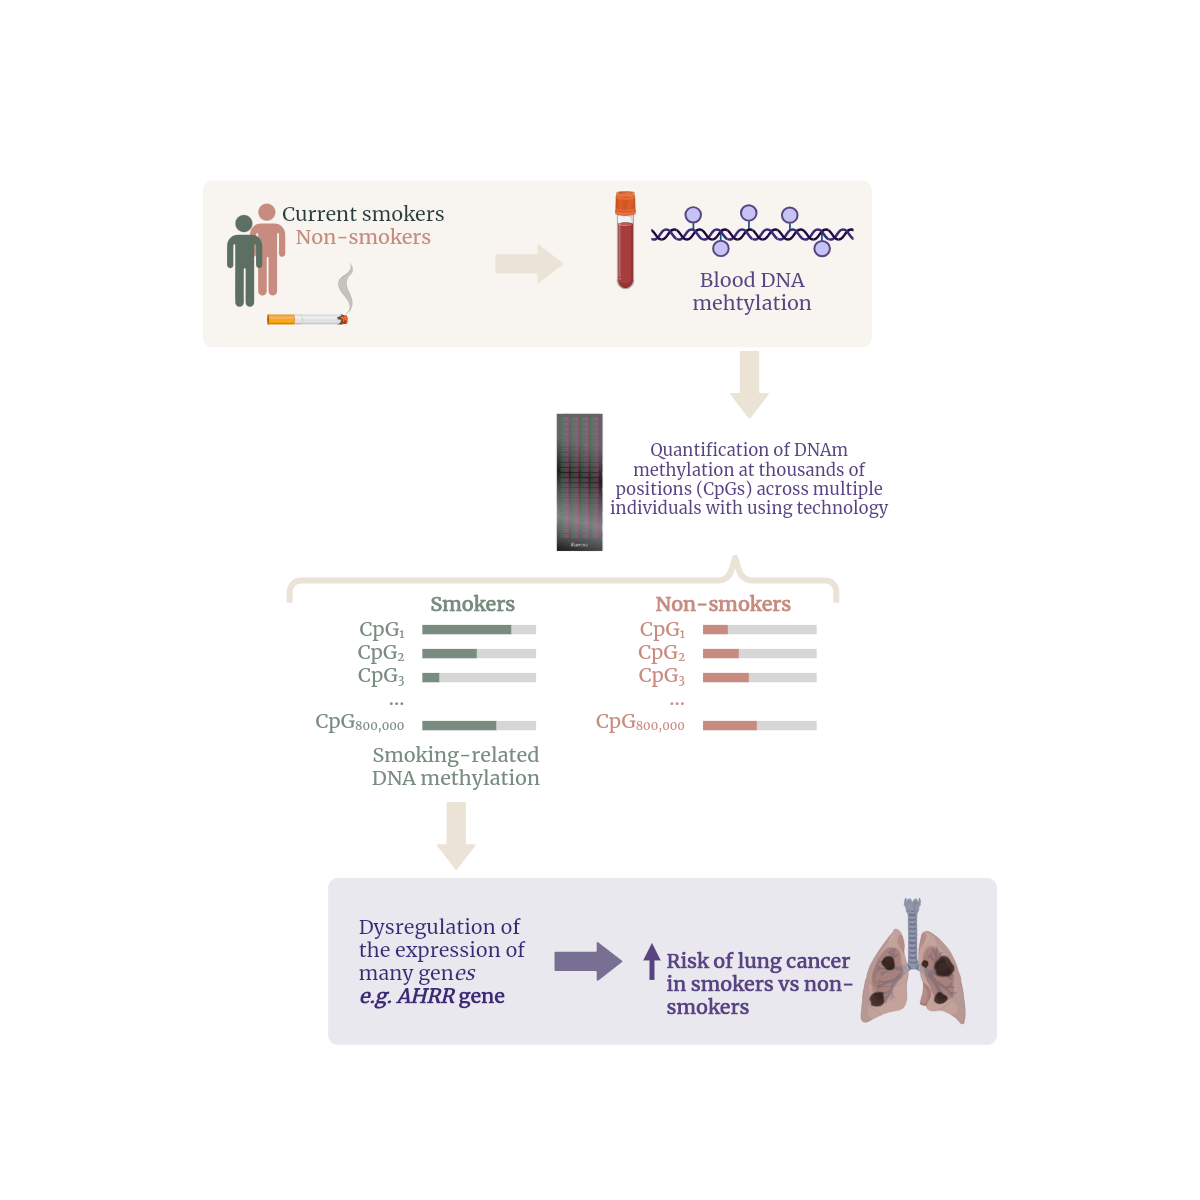 Current smokers
Non-smokers
Blood DNA
mehtylation
Quantification of DNAm
methylation at thousands of
positions (CpGs) across multiple
individuals with using technology
Smokers
CpG₁
CpG₂
CpG₃
...
CpG₈₀₀,₀₀₀
Smoking-related
DNA methylation
Non-smokers
CpG₁
CpG₂
CpG₃
...
CpG₈₀₀,₀₀₀
Dysregulation of
the expression of
many genes
e.g. AHRR gene
Risk of lung cancer
in smokers vs non-
smokers